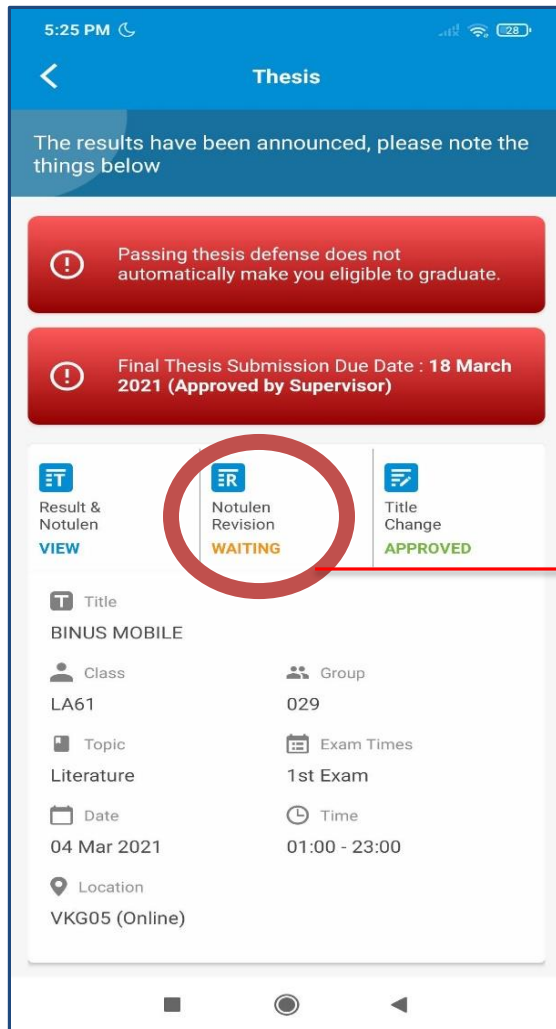 5:25 PM
28
Thesis
The results have been announced, please note the
things below
Passing thesis defense does not
automatically make you eligible to graduate.
Final Thesis Submission Due Date : 18 March
2021 (Approved by Supervisor)
T
Result &
Notulen
VIEW
R
Notulen
Revision
WAITING
Title
Change
APPROVED
T Title
BINUS MOBILE
Class
LA61
Group
029
Topic
Literature
Exam Times
1st Exam
Date
04 Mar 2021
Time
01:00 - 23:00
Location
VKG05 (Online)